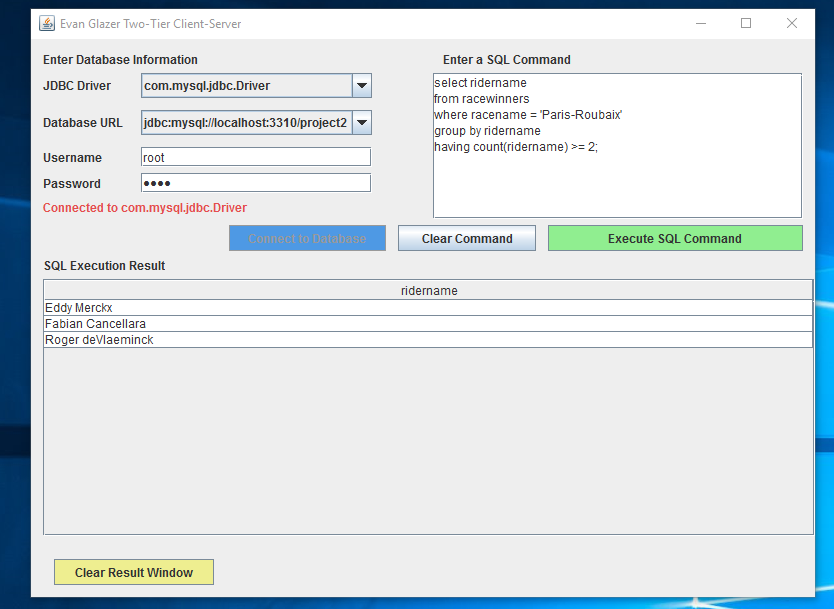 Evan Glazer Two-Tier Client-Server
Enter Database Information
JDBC Driver
com.mysql.jdbc.Driver
Database URL
jdbc:mysql://localhost:3310/project2
Username
root
Password
••••
Connected to com.mysql.jdbc.Driver
Enter a SQL Command
select ridername
from racewinners
where racename = 'Paris-Roubaix'
group by ridername
having count(ridername) >= 2;
Connect to Database
Clear Command
Execute SQL Command
SQL Execution Result
ridername
Eddy Merckx
Fabian Cancellara
Roger deVlaeminck
Clear Result Window